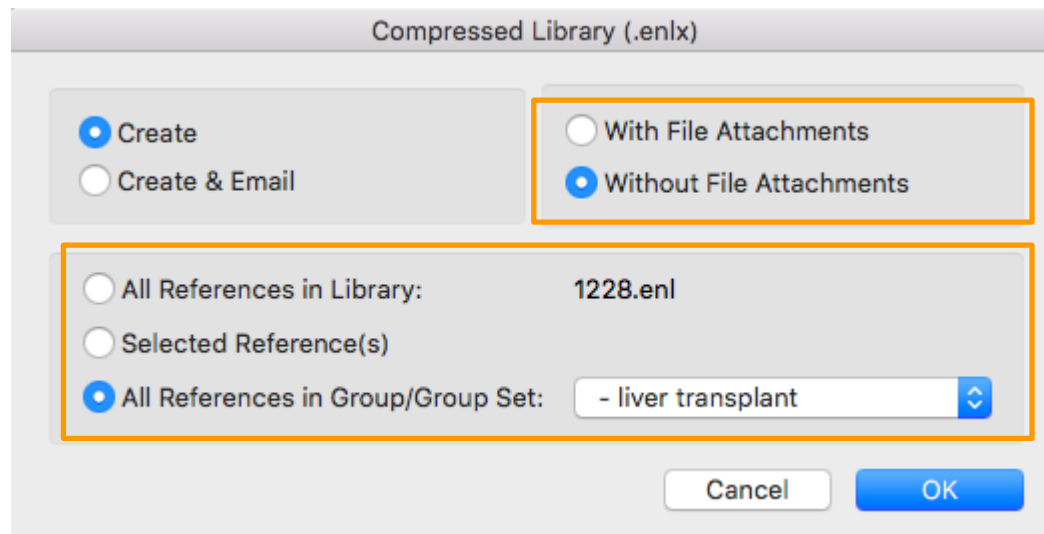 Compressed Library (.enlx)
Create
Create & Email
With File Attachments
Without File Attachments
All References in Library: 1228.enl
Selected Reference(s)
All References in Group/Group Set: - liver transplant
Cancel OK